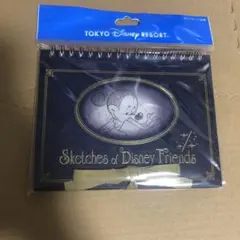 TOKYO Disney RESORT
Sketches of Disney Friends